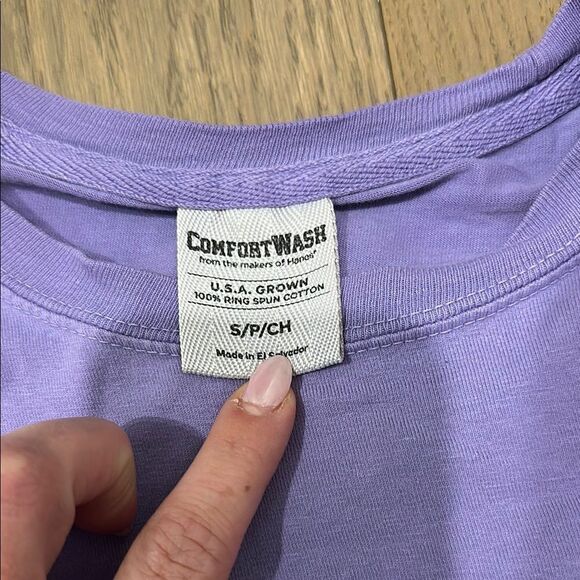 COMFORTWASH
from the makers of Hanes®
U.S.A. GROWN
100% RING SPUN COTTON
S/P/CH
Made in El Salvador